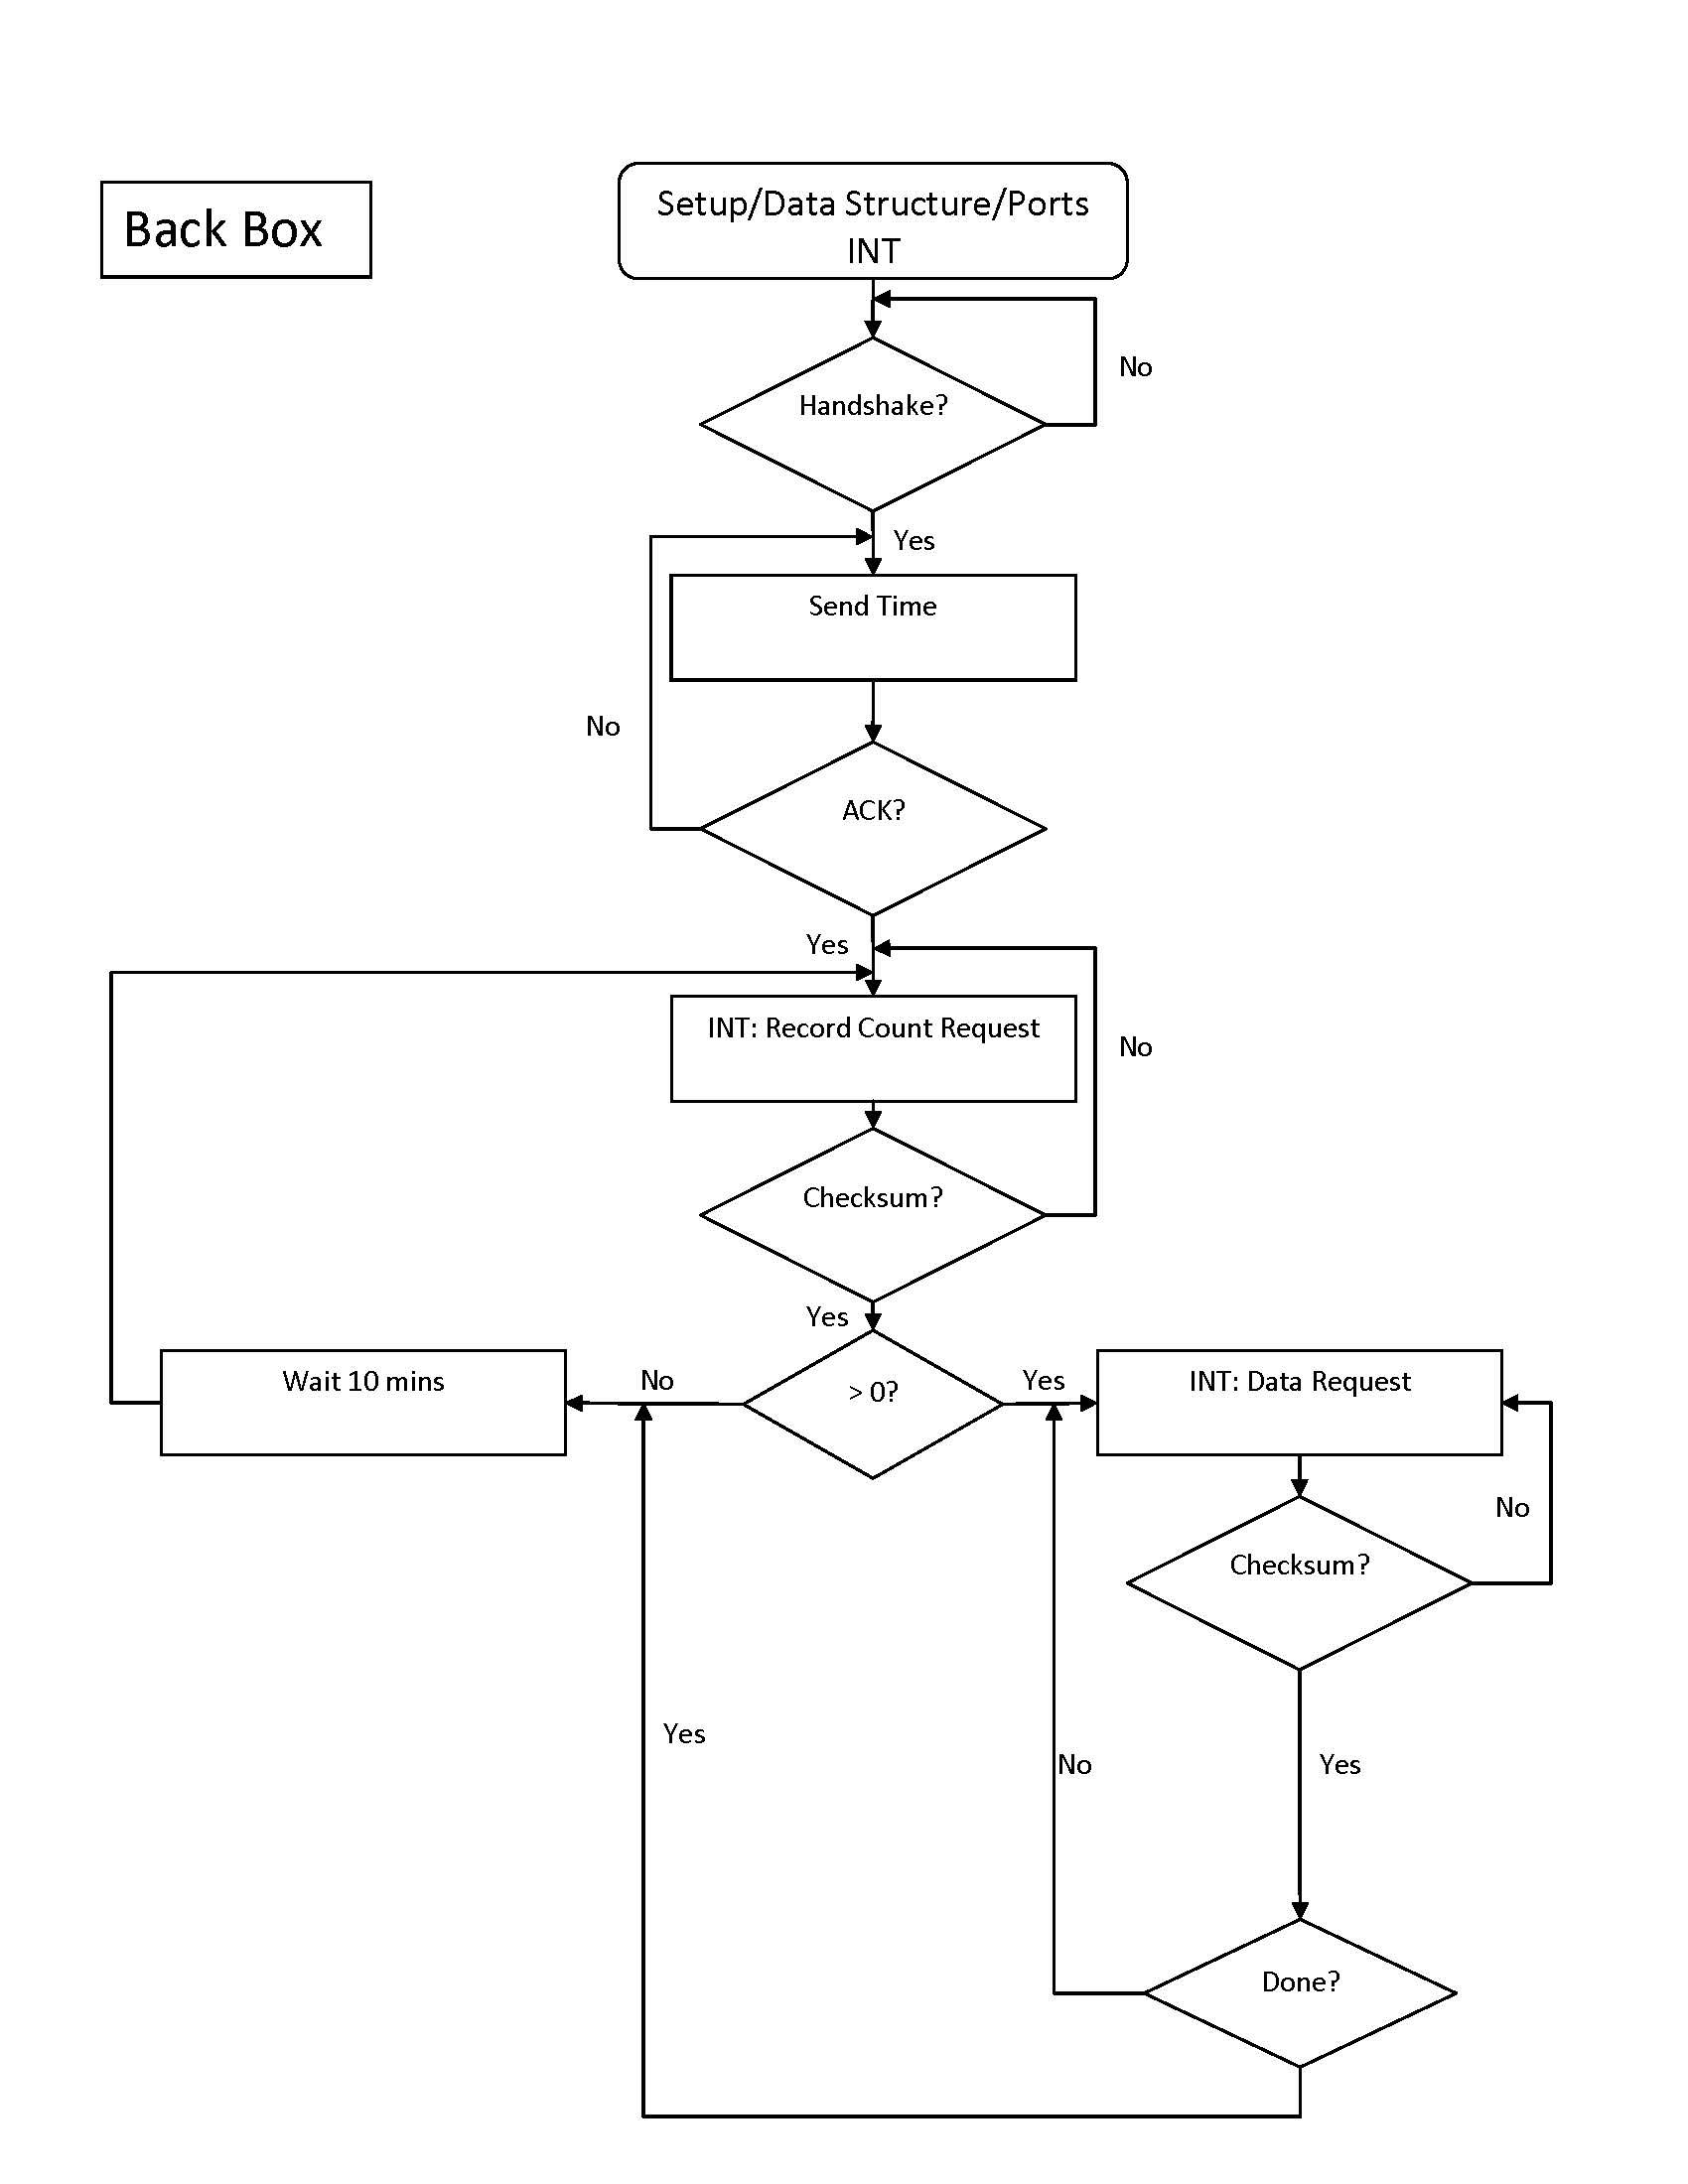 Back Box
Setup/Data Structure/Ports
INT
No
Handshake?
Yes
Send Time
No
ACK?
Yes
INT: Record Count Request
No
Checksum?
Yes
Wait 10 mins
No
> 0?
Yes
INT: Data Request
No
Checksum?
Yes
No
Yes
Done?